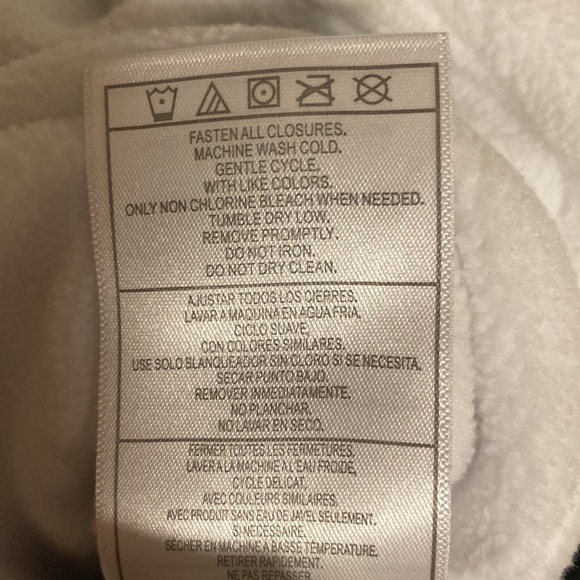 FASTEN ALL CLOSURES.
MACHINE WASH COLD.
GENTLE CYCLE.
WITH LIKE COLORS.
ONLY NON CHLORINE BLEACH WHEN NEEDED.
TUMBLE DRY LOW.
REMOVE PROMPTLY.
DO NOT IRON.
DO NOT DRY CLEAN.
AJUSTAR TODOS LOS CIERRES.
LAVAR A MAQUINA EN AGUA FRIA.
CICLO SUAVE.
CON COLORES SIMILARES.
USE SOLO BLANQUEADOR SIN CLORO SI SE NECESITA.
SECAR PUNTO BAJO.
REMOVER INMEDIATAMENTE.
NO PLANCHAR.
NO LAVAR EN SECO.
FERMER TOUTES LES FERMETURES.
LAVER A LA MACHINE A L'EAU FROIDE,
CYCLE DELICAT.
AVEC COULEURS SIMILAIRES.
AVEC PRODUIT SANS EAU DE JAVEL SEULEMENT,
SI NECESSAIRE.
SÉCHER EN MACHINE À BASSE TEMPÉRATURE.
RETIRER RAPIDEMENT.
NE PAS REPASSER